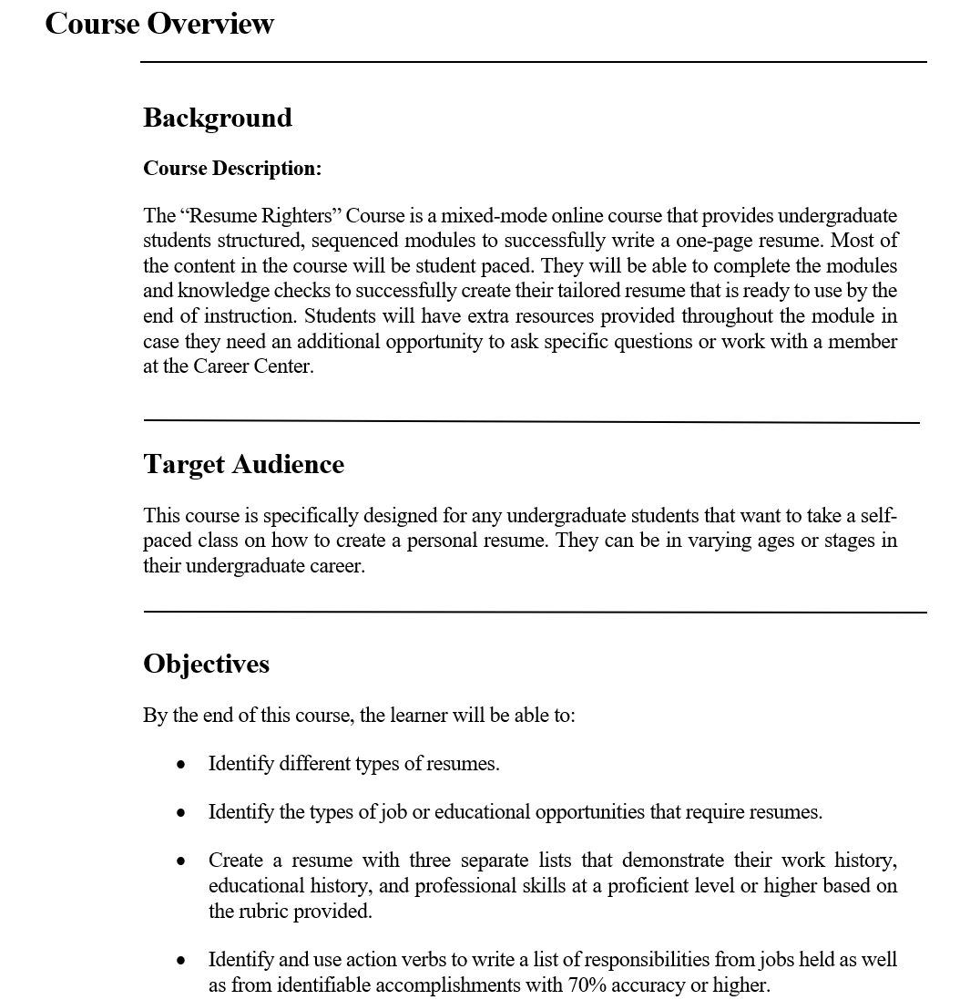 Course Overview
Background
Course Description:
The “Resume Righters” Course is a mixed-mode online course that provides undergraduate
students structured, sequenced modules to successfully write a one-page resume. Most of
the content in the course will be student paced. They will be able to complete the modules
and knowledge checks to successfully create their tailored resume that is ready to use by the
end of instruction. Students will have extra resources provided throughout the module in
case they need an additional opportunity to ask specific questions or work with a member
at the Career Center.
Target Audience
This course is specifically designed for any undergraduate students that want to take a self-
paced class on how to create a personal resume. They can be in varying ages or stages in
their undergraduate career.
Objectives
By the end of this course, the learner will be able to:
• Identify different types of resumes.
• Identify the types of job or educational opportunities that require resumes.
• Create a resume with three separate lists that demonstrate their work history,
educational history, and professional skills at a proficient level or higher based on
the rubric provided.
• Identify and use action verbs to write a list of responsibilities from jobs held as well
as from identifiable accomplishments with 70% accuracy or higher.